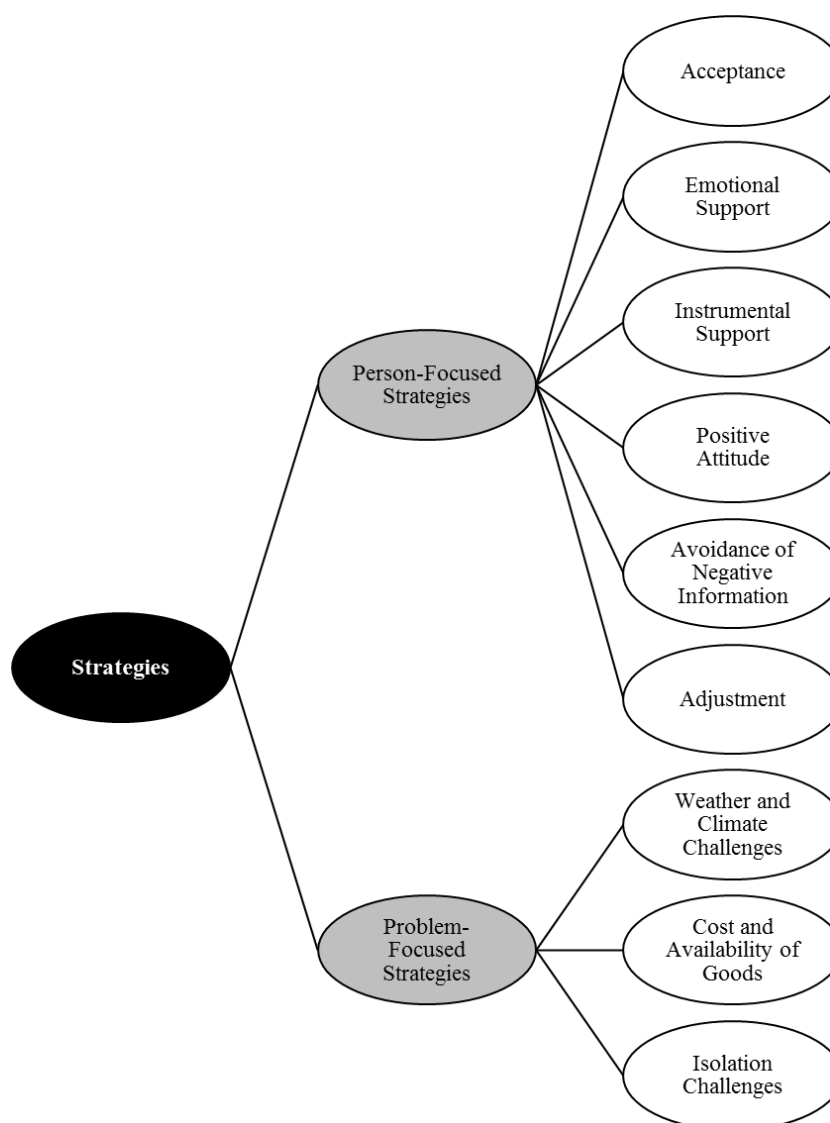 Acceptance
Emotional
Support
Instrumental
Support
Person-Focused
Strategies
Positive
Attitude
Avoidance of
Negative
Information
Strategies
Adjustment
Weather and
Climate
Challenges
Problem-
Focused
Strategies
Cost and
Availability of
Goods
Isolation
Challenges